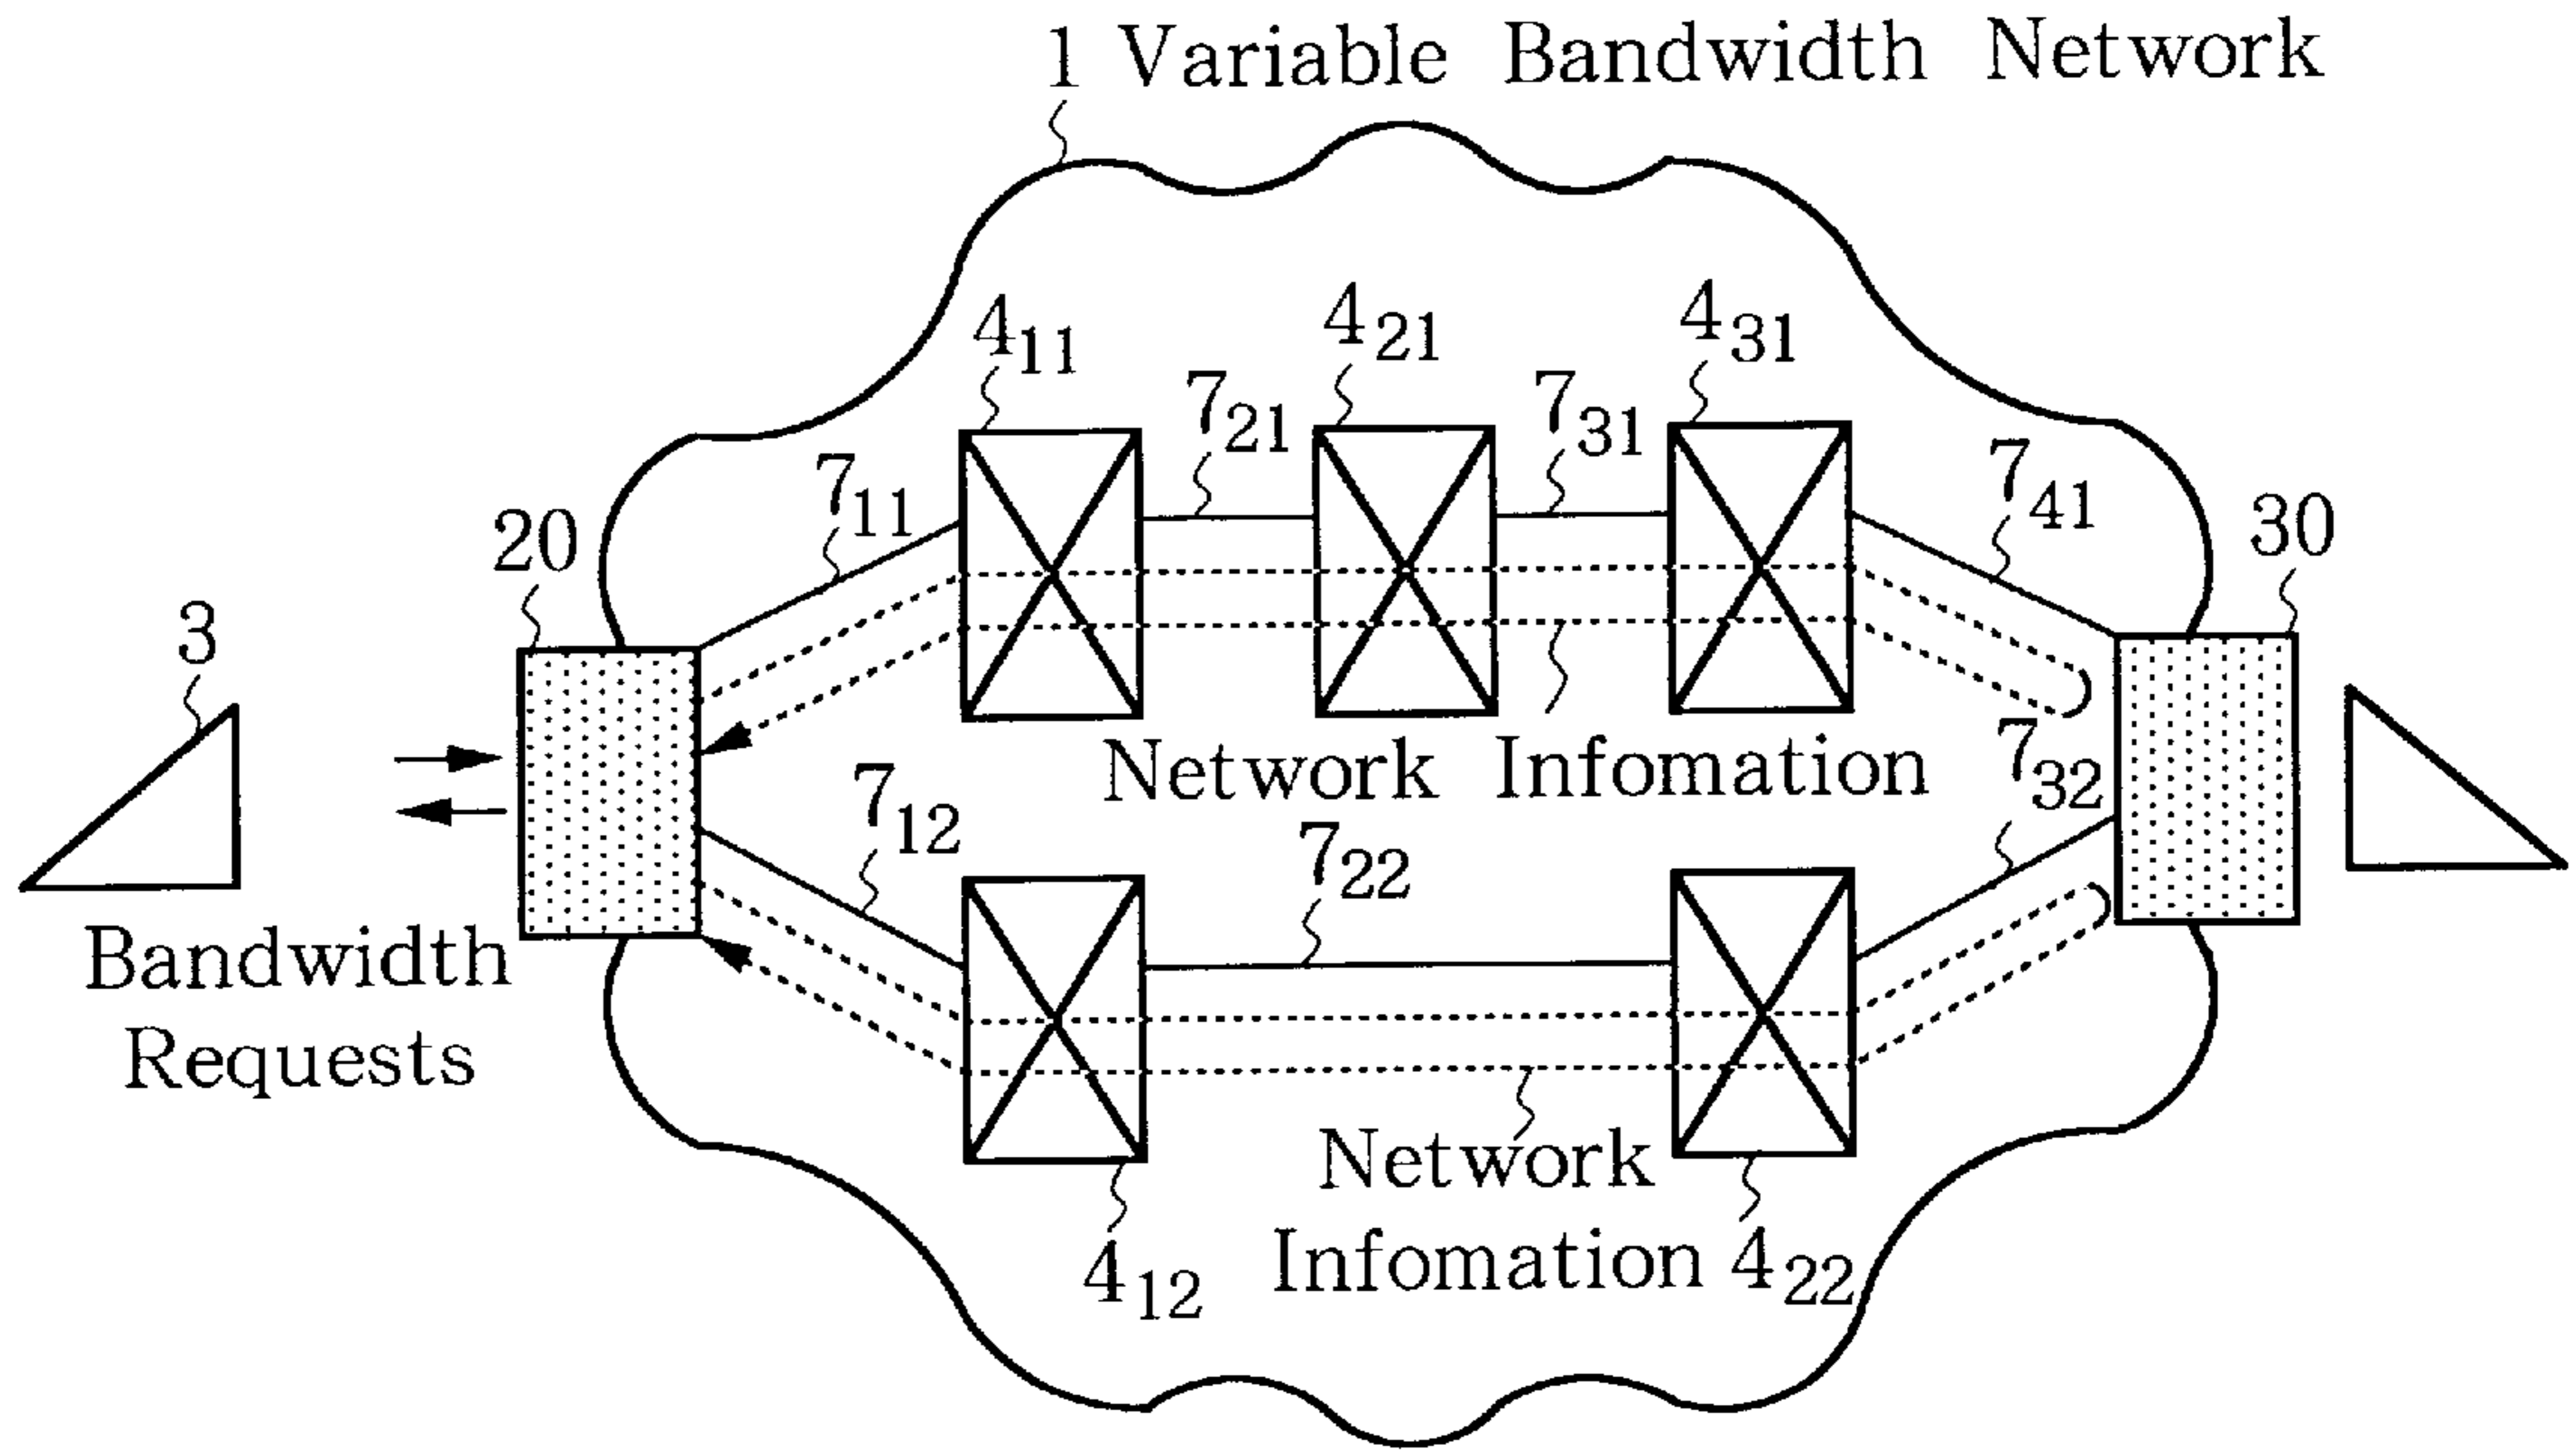 1 Variable Bandwidth Network
4₁₁ 4₂₁ 4₃₁
7₁₁ 7₂₁ 7₃₁ 7₄₁
20 30
3
Network Infomation
7₁₂ 7₂₂ 7₃₂
Bandwidth
Requests
Network
Infomation
4₁₂ 4₂₂